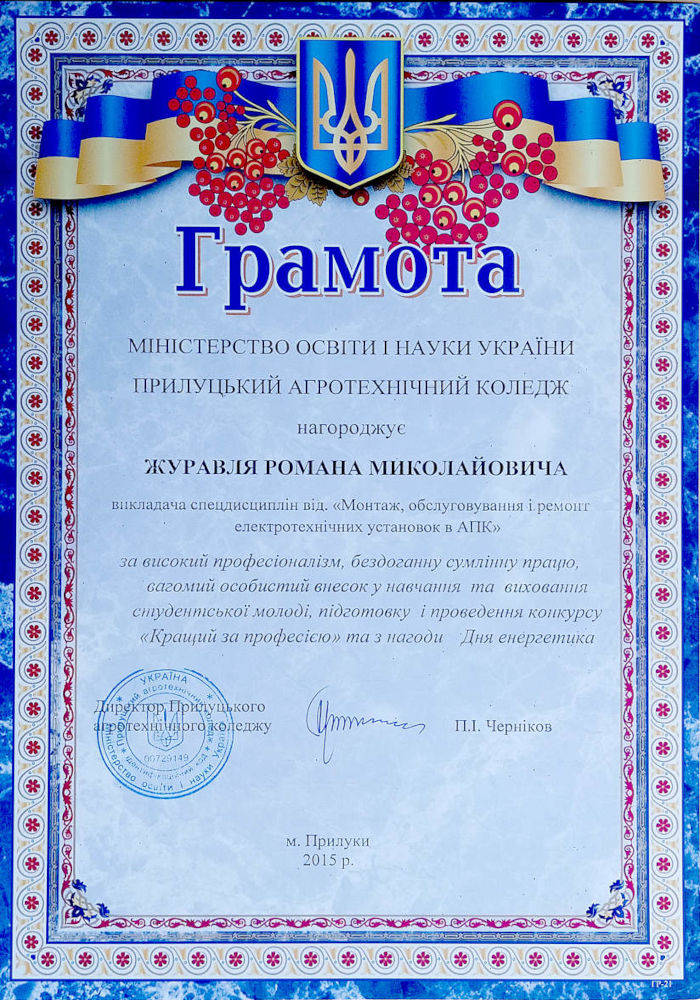 Грамота
МІНІСТЕРСТВО ОСВІТИ І НАУКИ УКРАЇНИ
ПРИЛУЦЬКИЙ АГРОТЕХНІЧНИЙ КОЛЕДЖ
нагороджує
ЖУРАВЛЯ РОМАНА МИКОЛАЙОВИЧА
викладача спецдисциплін від. «Монтаж, обслуговування і ремонт
електротехнічних установок в АПК»
за високий професіоналізм, бездоганну сумлінну працю,
вагомий особистий внесок у навчання та виховання
студентської молоді, підготовку і проведення конкурсу
«Кращий за професією» та з нагоди Дня енергетика
УКРАЇНА
Міністерство освіти і науки України
Прилуцький агротехнічний коледж
ідентифікаційний код
00729149
Директор Прилуцького
агротехнічного коледжу
П.І. Черніков
м. Прилуки
2015 р.
ГР-21